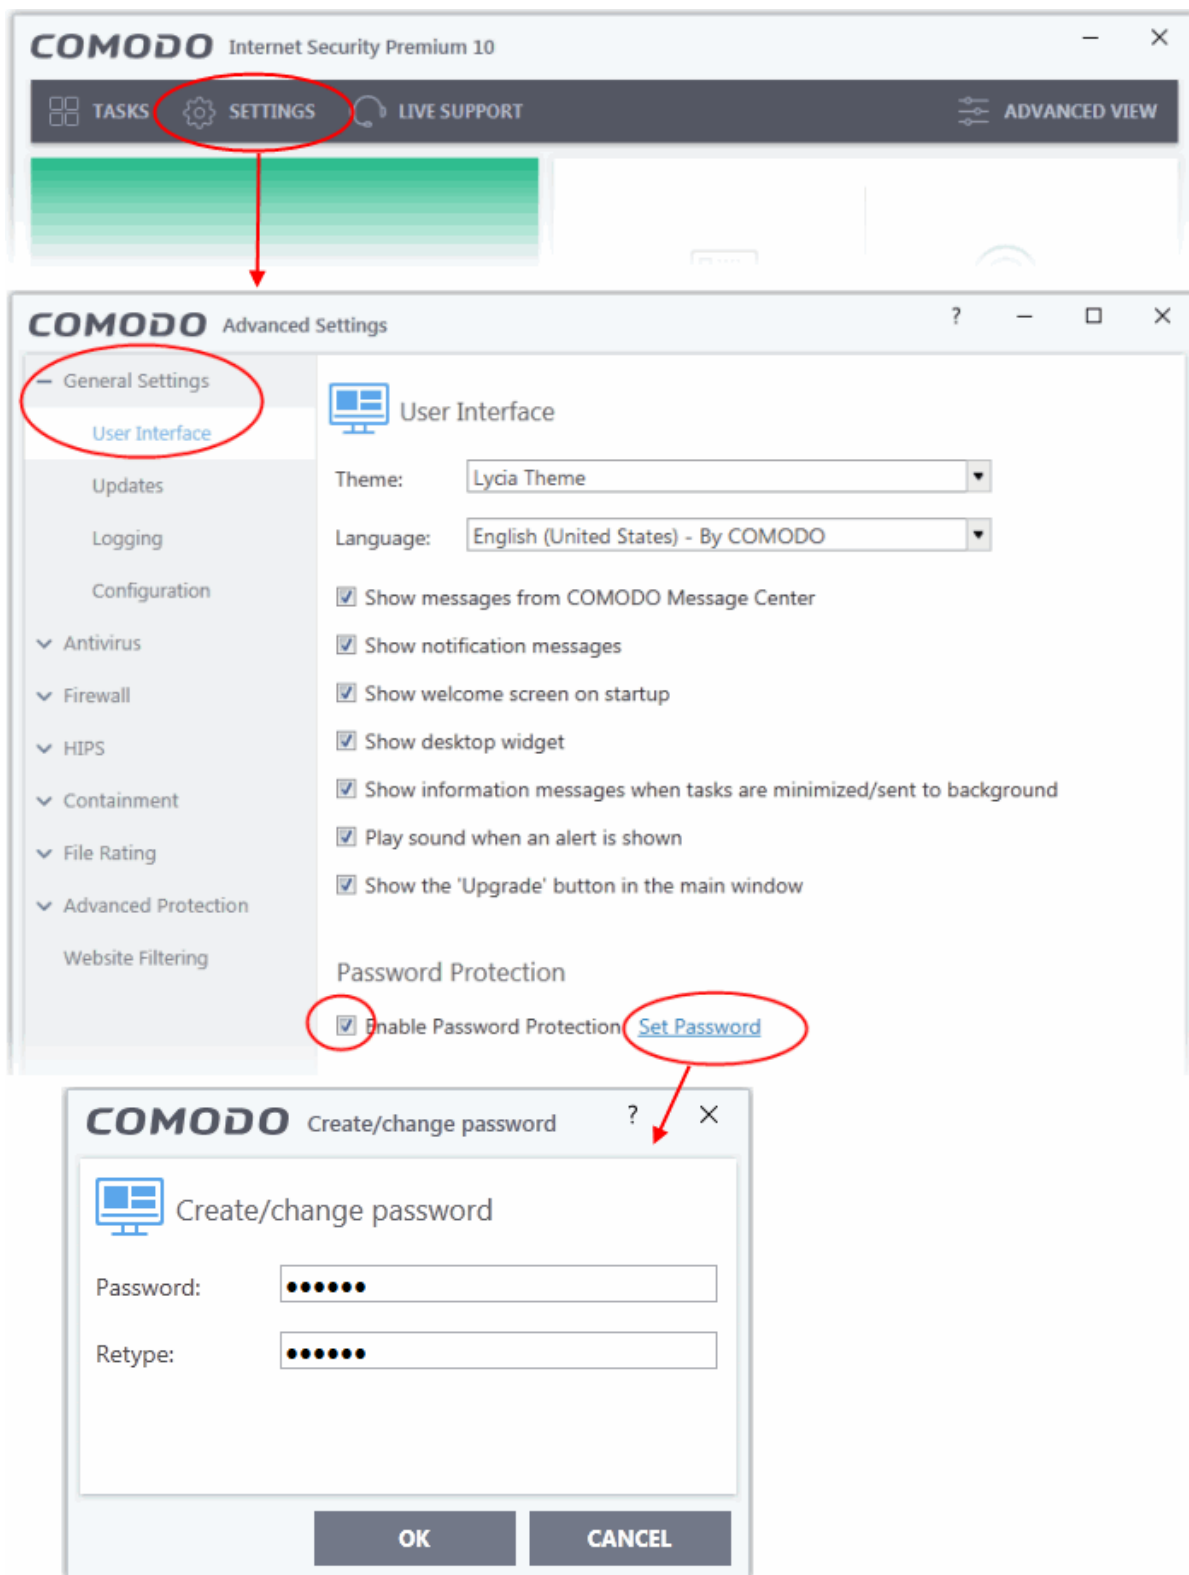 COMODO Internet Security Premium 10
TASKS SETTINGS LIVE SUPPORT ADVANCED VIEW
COMODO Advanced Settings ?
General Settings
User Interface
Updates
Logging
Configuration
Antivirus
Firewall
HIPS
Containment
File Rating
Advanced Protection
Website Filtering
User Interface
Theme: Lycia Theme
Language: English (United States) - By COMODO
Show messages from COMODO Message Center
Show notification messages
Show welcome screen on startup
Show desktop widget
Show information messages when tasks are minimized/sent to background
Play sound when an alert is shown
Show the 'Upgrade' button in the main window
Password Protection
Enable Password Protection Set Password
COMODO Create/change password ?
Create/change password
Password: ●●●●●●
Retype: ●●●●●●
OK CANCEL